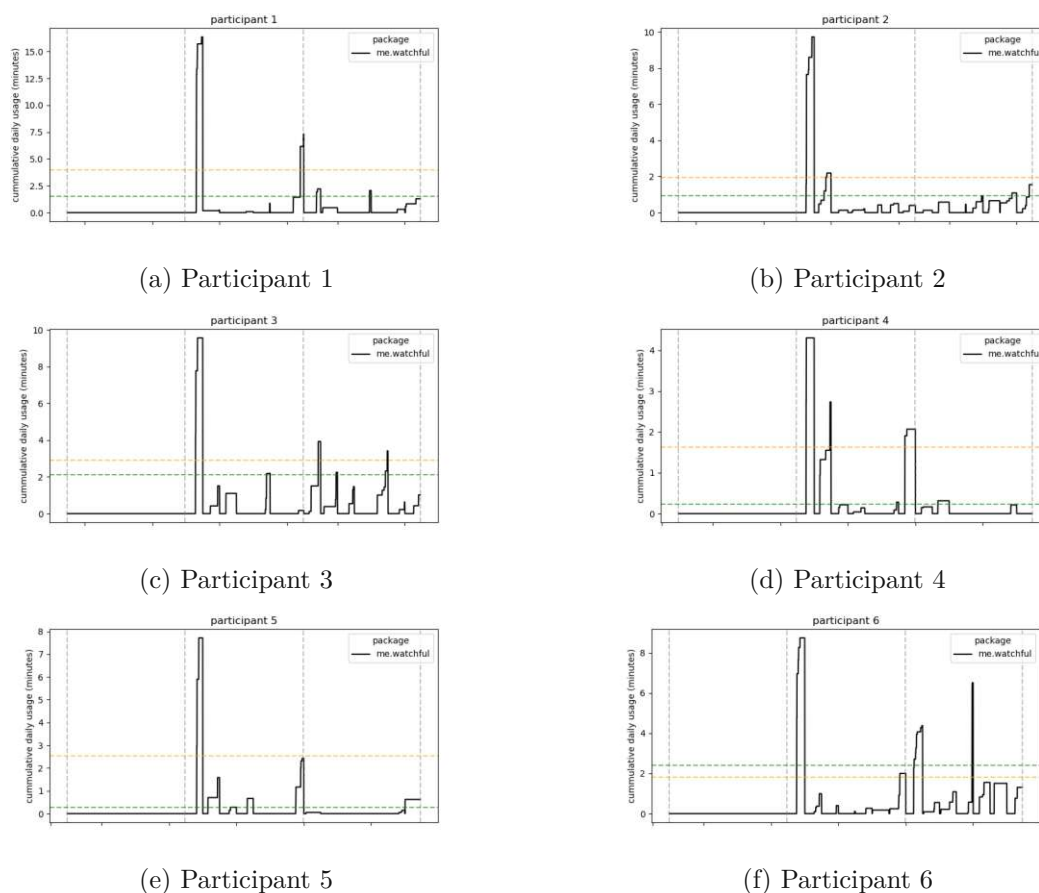 participant 1
cummulative daily usage (minutes)
15.0
12.5
10.0
7.5
5.0
2.5
0.0
package
me.watchful
(a) Participant 1
participant 2
cummulative daily usage (minutes)
10
8
6
4
2
0
package
me.watchful
(b) Participant 2
participant 3
cummulative daily usage (minutes)
10
8
6
4
2
0
package
me.watchful
(c) Participant 3
participant 4
cummulative daily usage (minutes)
4
3
2
1
0
package
me.watchful
(d) Participant 4
participant 5
cummulative daily usage (minutes)
8
7
6
5
4
3
2
1
0
package
me.watchful
(e) Participant 5
participant 6
cummulative daily usage (minutes)
8
6
4
2
0
package
me.watchful
(f) Participant 6